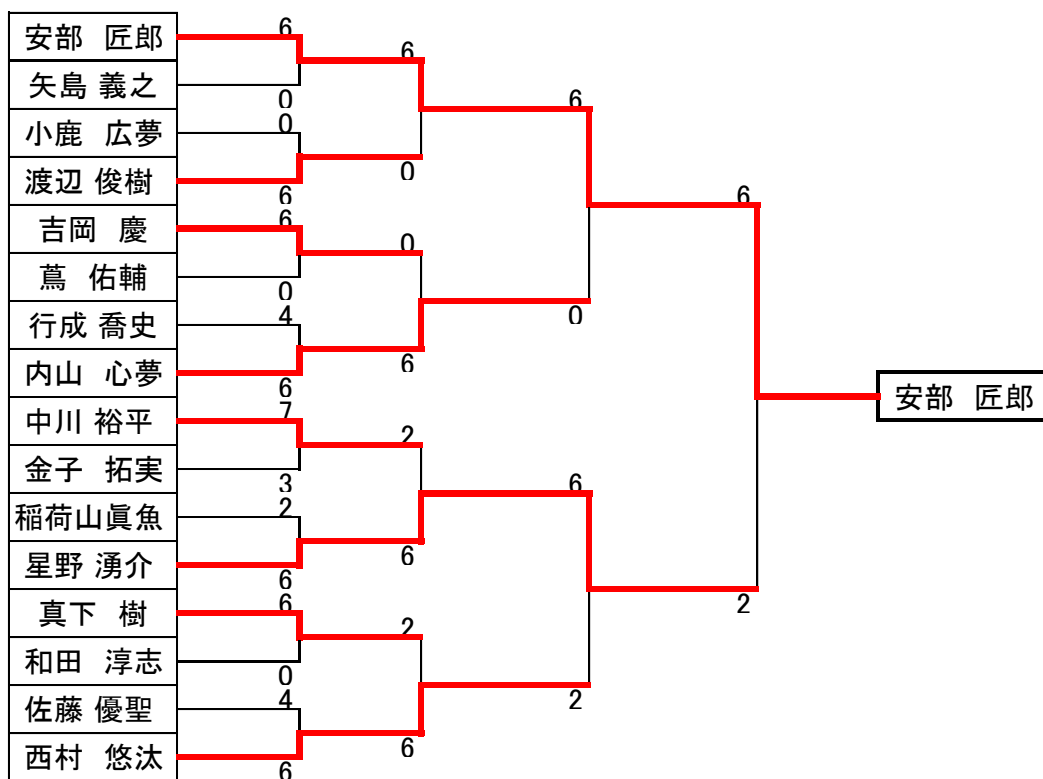 安部 匠郎
矢島 義之
小鹿 広夢
渡辺 俊樹
吉岡 慶
蔦 佑輔
行成 喬史
内山 心夢
中川 裕平
金子 拓実
稲荷山眞魚
星野 湧介
真下 樹
和田 淳志
佐藤 優聖
西村 悠汰
6
0
0
6
6
0
4
6
7
3
2
6
6
0
4
6
6
0
0
6
2
6
2
6
6
0
6
2
6
2
安部 匠郎